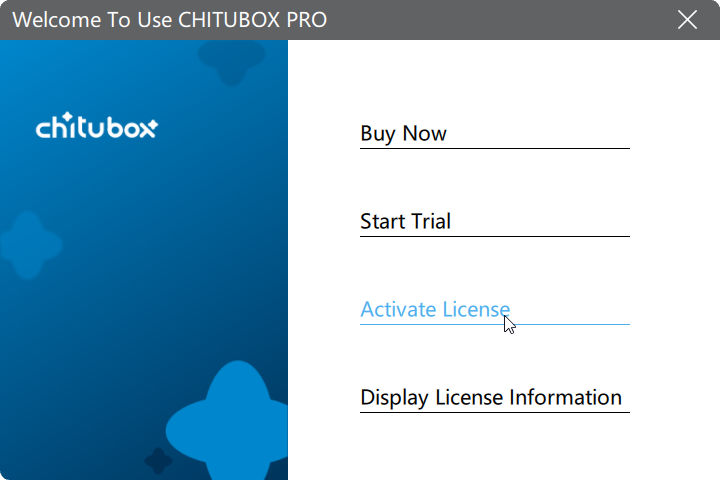 Welcome To Use CHITUBOX PRO
chitubox
Buy Now
Start Trial
Activate License
Display License Information